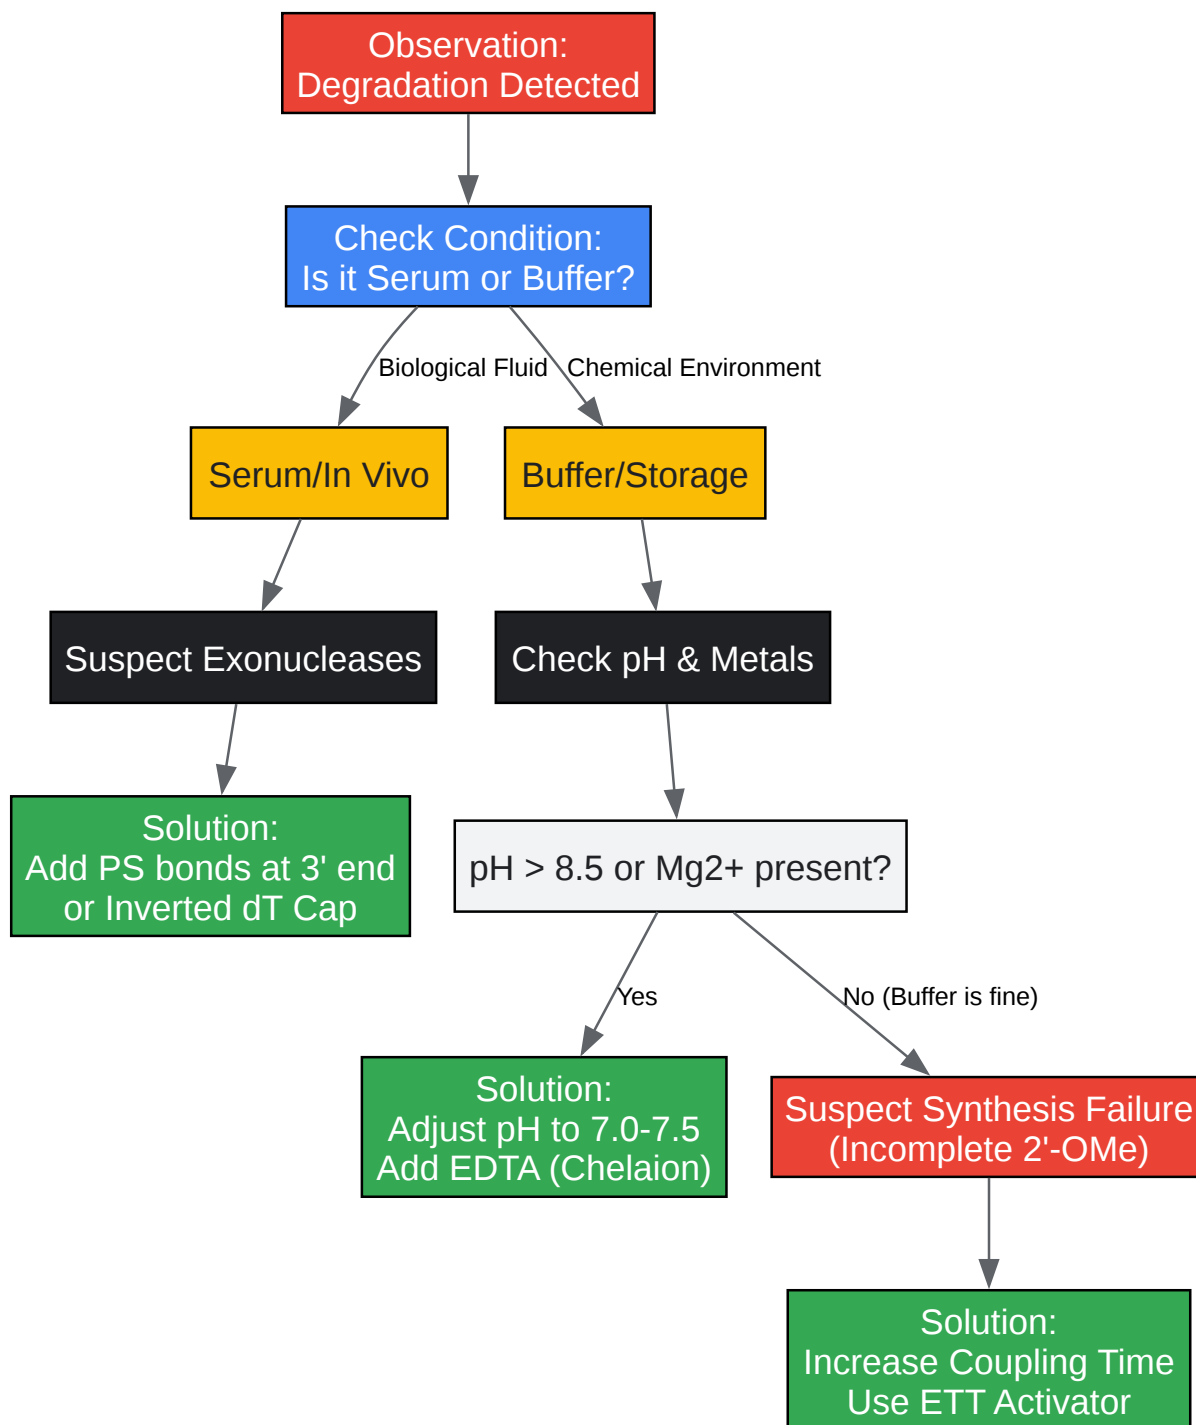 Observation:
Degradation Detected
Check Condition:
Is it Serum or Buffer?
Biological Fluid
Chemical Environment
Serum/In Vivo
Buffer/Storage
Suspect Exonucleases
Check pH & Metals
Solution:
Add PS bonds at 3' end
or Inverted dT Cap
pH > 8.5 or Mg2+ present?
Yes
No (Buffer is fine)
Solution:
Adjust pH to 7.0-7.5
Add EDTA (Chelaion)
Suspect Synthesis Failure
(Incomplete 2'-OMe)
Solution:
Increase Coupling Time
Use ETT Activator